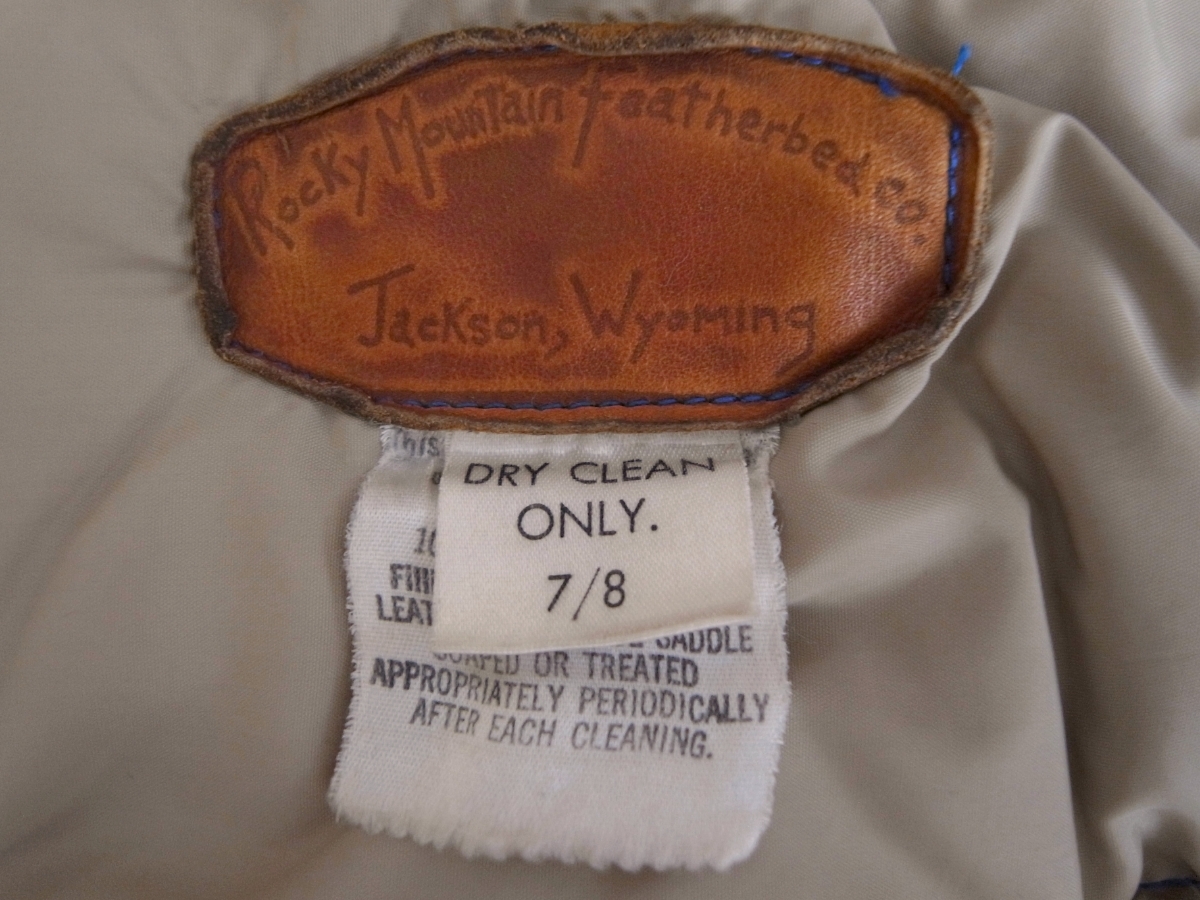 Rocky Mountain Featherbed Co.
Jackson, Wyoming
This
DRY CLEAN
ONLY.
7/8
SADDLE
SOAPED OR TREATED
APPROPRIATELY PERIODICALLY
AFTER EACH CLEANING.